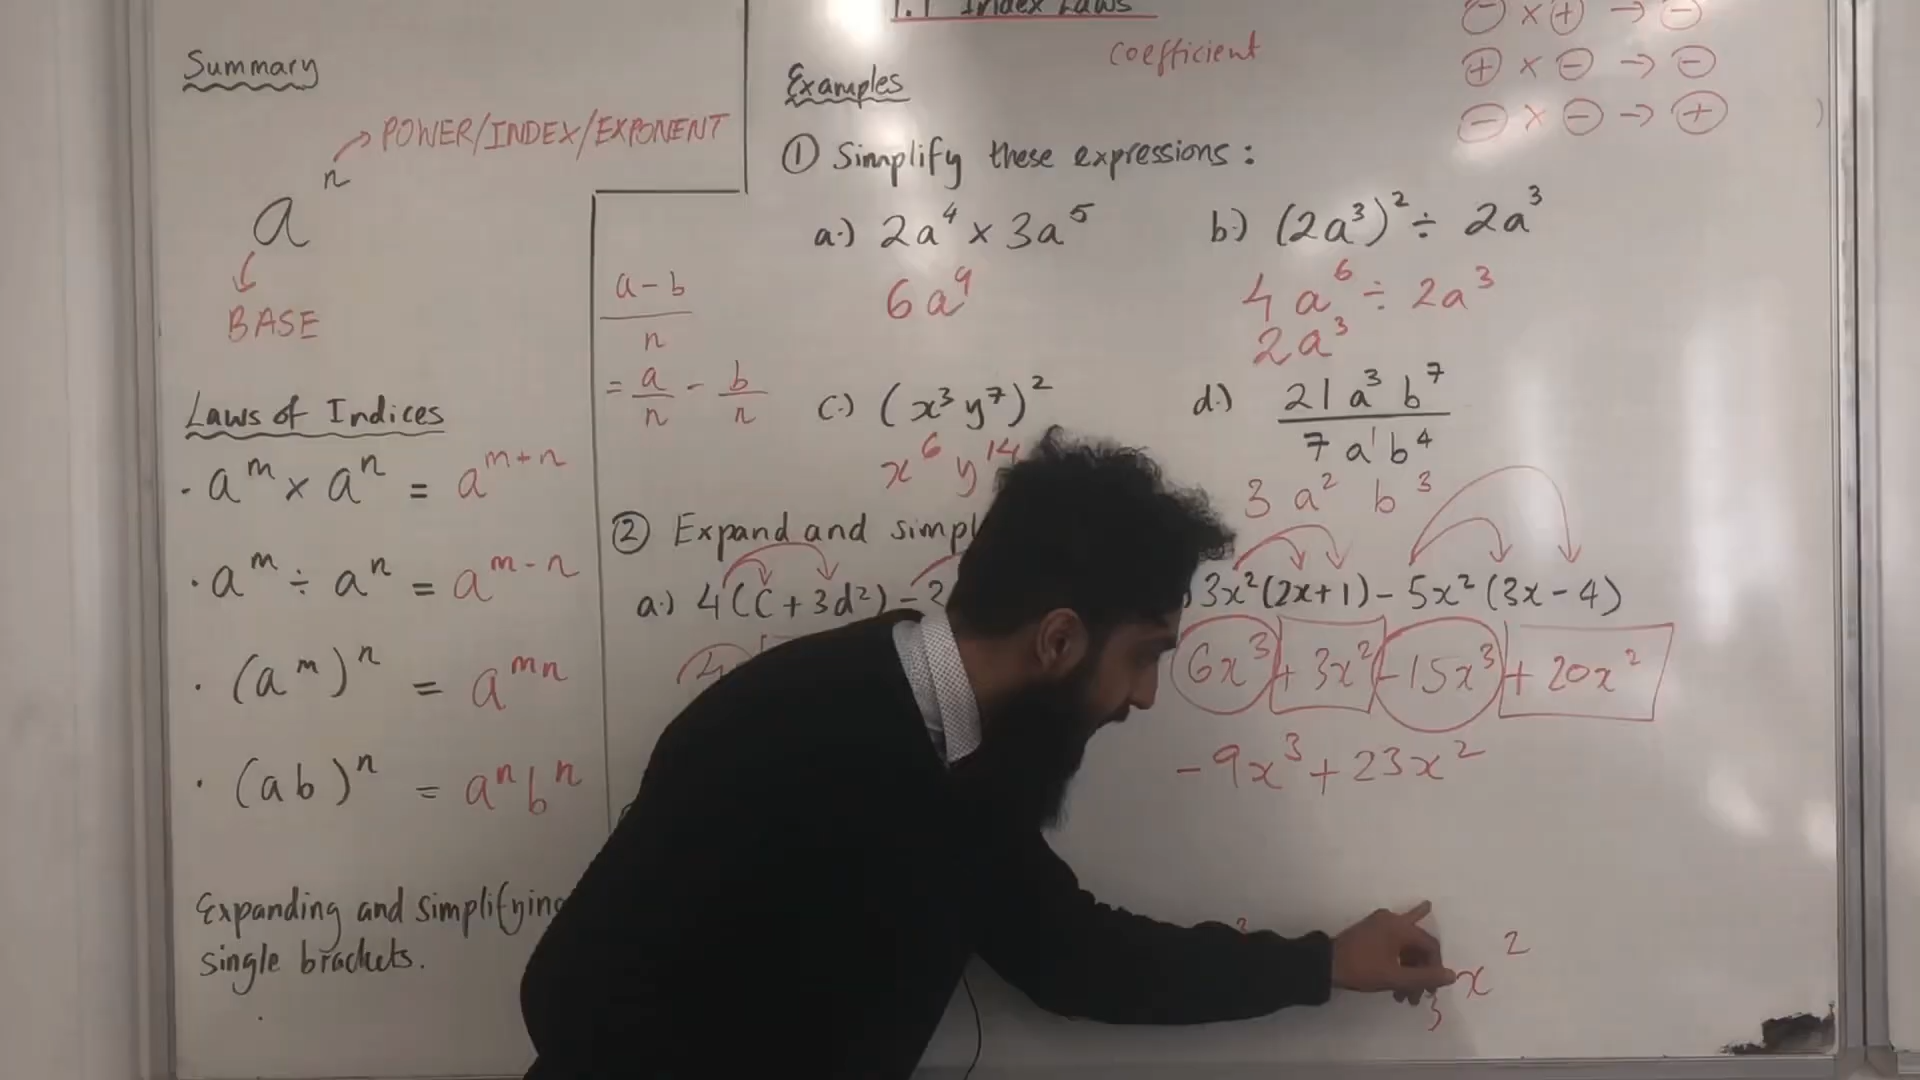 1.1 Index Laws
coefficient
⊖ × ⊕ → ⊖
⊕ × ⊖ → ⊖
⊖ × ⊖ → ⊕
Summary
aⁿ → POWER/INDEX/EXPONENT
BASE
Laws of Indices
· aᵐ × aⁿ = aᵐ⁺ⁿ
· aᵐ ÷ aⁿ = aᵐ⁻ⁿ
· (aᵐ)ⁿ = aᵐⁿ
· (ab)ⁿ = aⁿbⁿ
Expanding and simplifying
single brackets.
a-b
n
= a/n - b/n
Examples
① Simplify these expressions:
a.) 2a⁴ × 3a⁵
6a⁹
b.) (2a³)² ÷ 2a³
4a⁶ ÷ 2a³
2a³
c.) (x³y⁷)²
x⁶y¹⁴
d.) 21a³b⁷
7a¹b⁴
3a²b³
② Expand and
a.) 4(c + 3d²) -
3x²(2x+1) - 5x²(3x-4)
6x³ + 3x² - 15x³ + 20x²
-9x³ + 23x²
3 x²